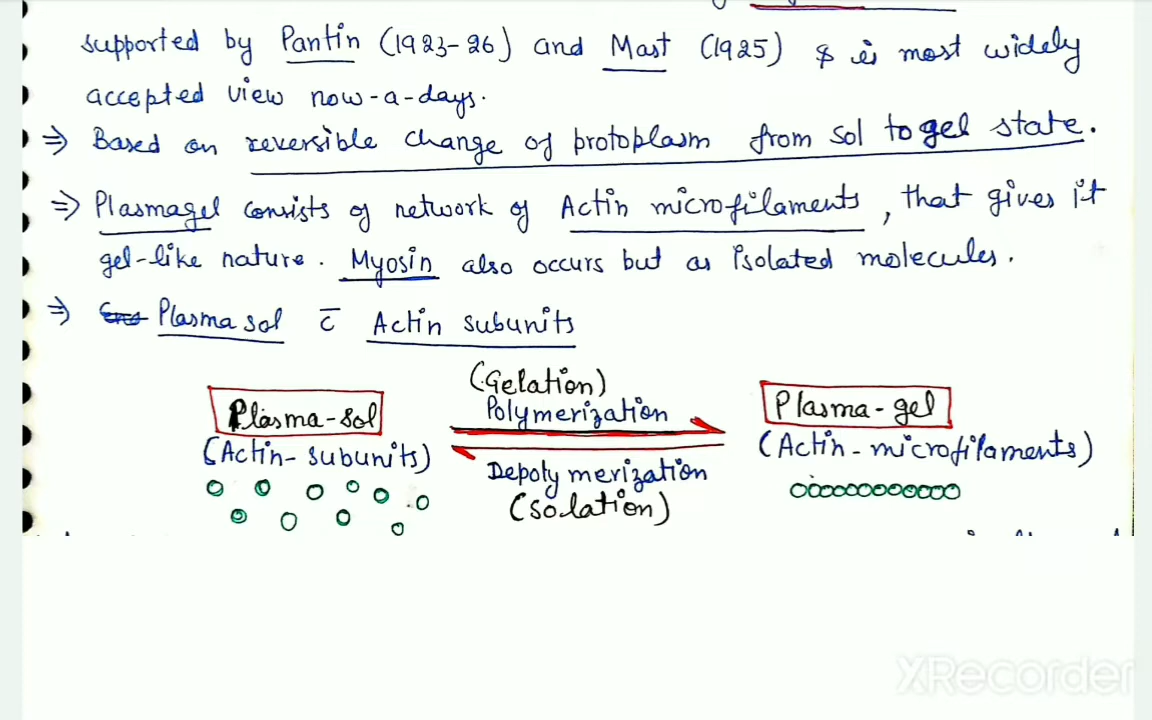 supported by Pantin (1923-26) and Mast (1925) & is most widely
accepted view now-a-days.
⇒ Based on reversible change of protoplasm from sol to gel state.
⇒ Plasmagel consists of network of Actin microfilaments, that gives it
gel-like nature. Myosin also occurs but as isolated molecules.
⇒ Plasma sol c̅ Actin subunits
(Gelation)
Polymerization
Plasma-sol
(Actin-subunits)
Plasma-gel
(Actin-microfilaments)
Depolymerization
(Solation)
XRecorder